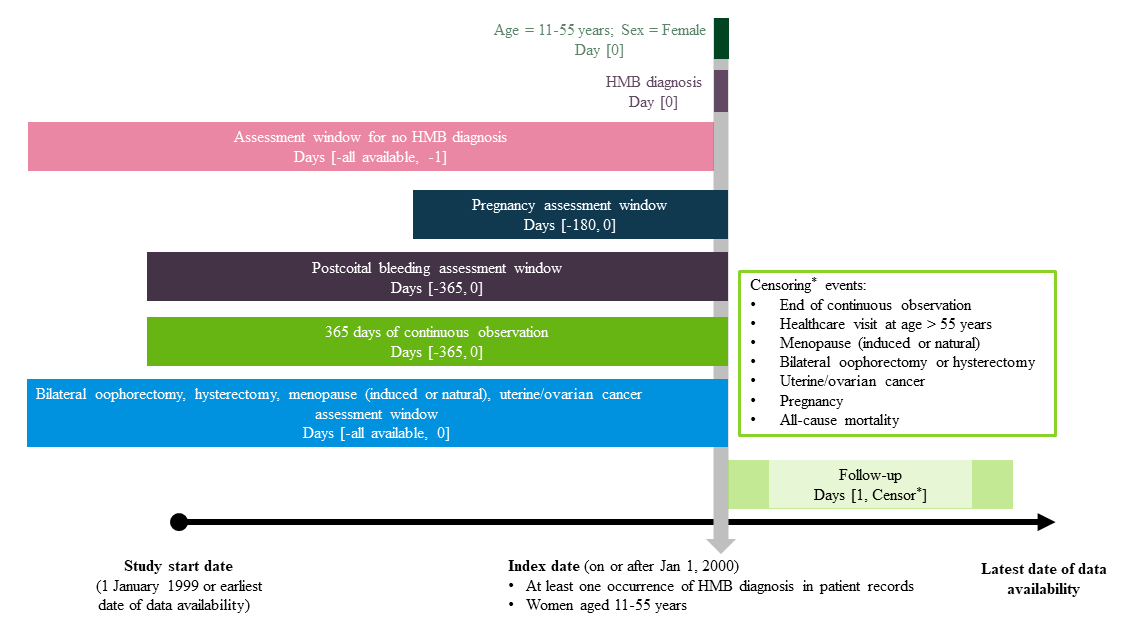 Age = 11-55 years; Sex = Female
Day [0]
HMB diagnosis
Day [0]
Assessment window for no HMB diagnosis
Days [-all available, -1]
Pregnancy assessment window
Days [-180, 0]
Postcoital bleeding assessment window
Days [-365, 0]
365 days of continuous observation
Days [-365, 0]
Bilateral oophorectomy, hysterectomy, menopause (induced or natural), uterine/ovarian cancer
assessment window
Days [-all available, 0]
Censoring* events:
• End of continuous observation
• Healthcare visit at age > 55 years
• Menopause (induced or natural)
• Bilateral oophorectomy or hysterectomy
• Uterine/ovarian cancer
• Pregnancy
• All-cause mortality
Follow-up
Days [1, Censor*]
Study start date
(1 January 1999 or earliest
date of data availability)
Index date (on or after Jan 1, 2000)
• At least one occurrence of HMB diagnosis in patient records
• Women aged 11-55 years
Latest date of data
availability